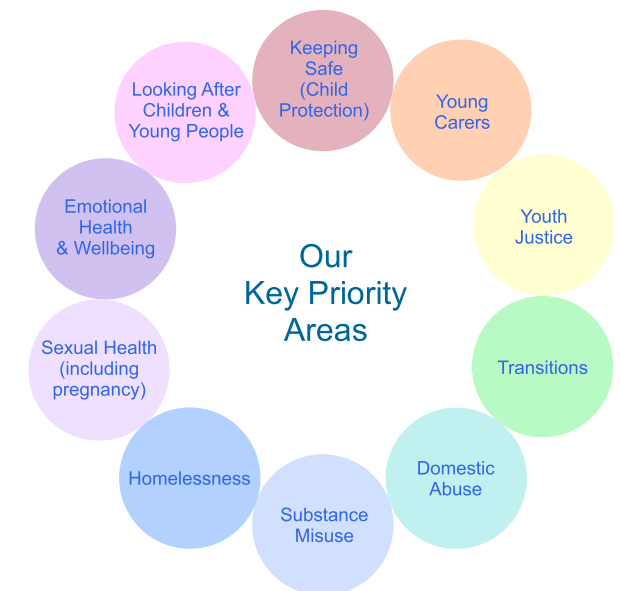 Keeping
Safe
(Child
Protection)
Young
Carers
Youth
Justice
Transitions
Domestic
Abuse
Substance
Misuse
Homelessness
Sexual Health
(including
pregnancy)
Emotional
Health
& Wellbeing
Looking After
Children &
Young People
Our
Key Priority
Areas